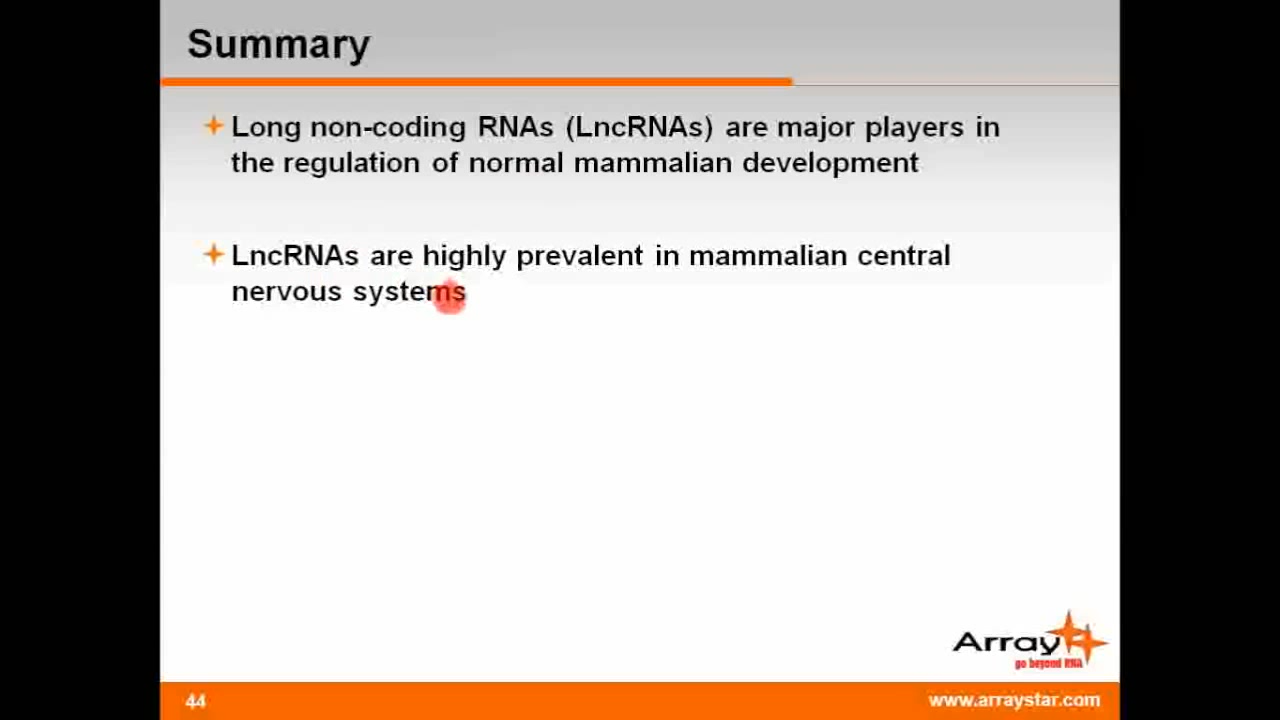 Summary
Long non-coding RNAs (LncRNAs) are major players in
the regulation of normal mammalian development
LncRNAs are highly prevalent in mammalian central
nervous systems
Array
go beyond RNA
44
www.arraystar.com